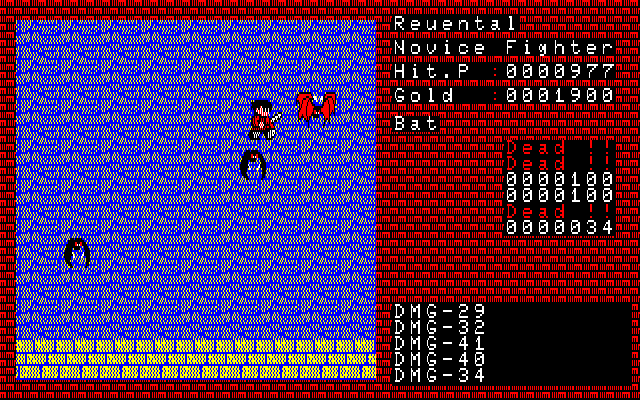 Reuental
Novice Fighter
Hit.P :0000977
Gold :0001900
Bat
Dead !!
Dead !!
0000100
0000100
Dead !!
0000034
DMG-29
DMG-32
DMG-41
DMG-40
DMG-34